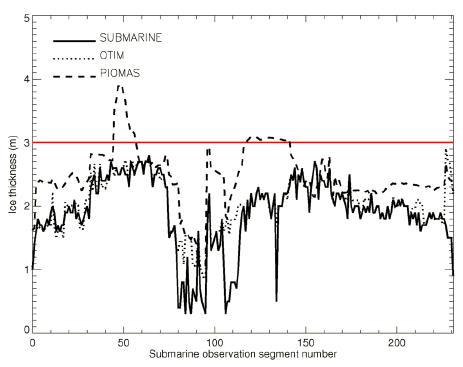 5
SUBMARINE
OTIM
PIOMAS
4
3
2
1
0
Ice thickness (m)
0 50 100 150 200
Submarine observation segment number